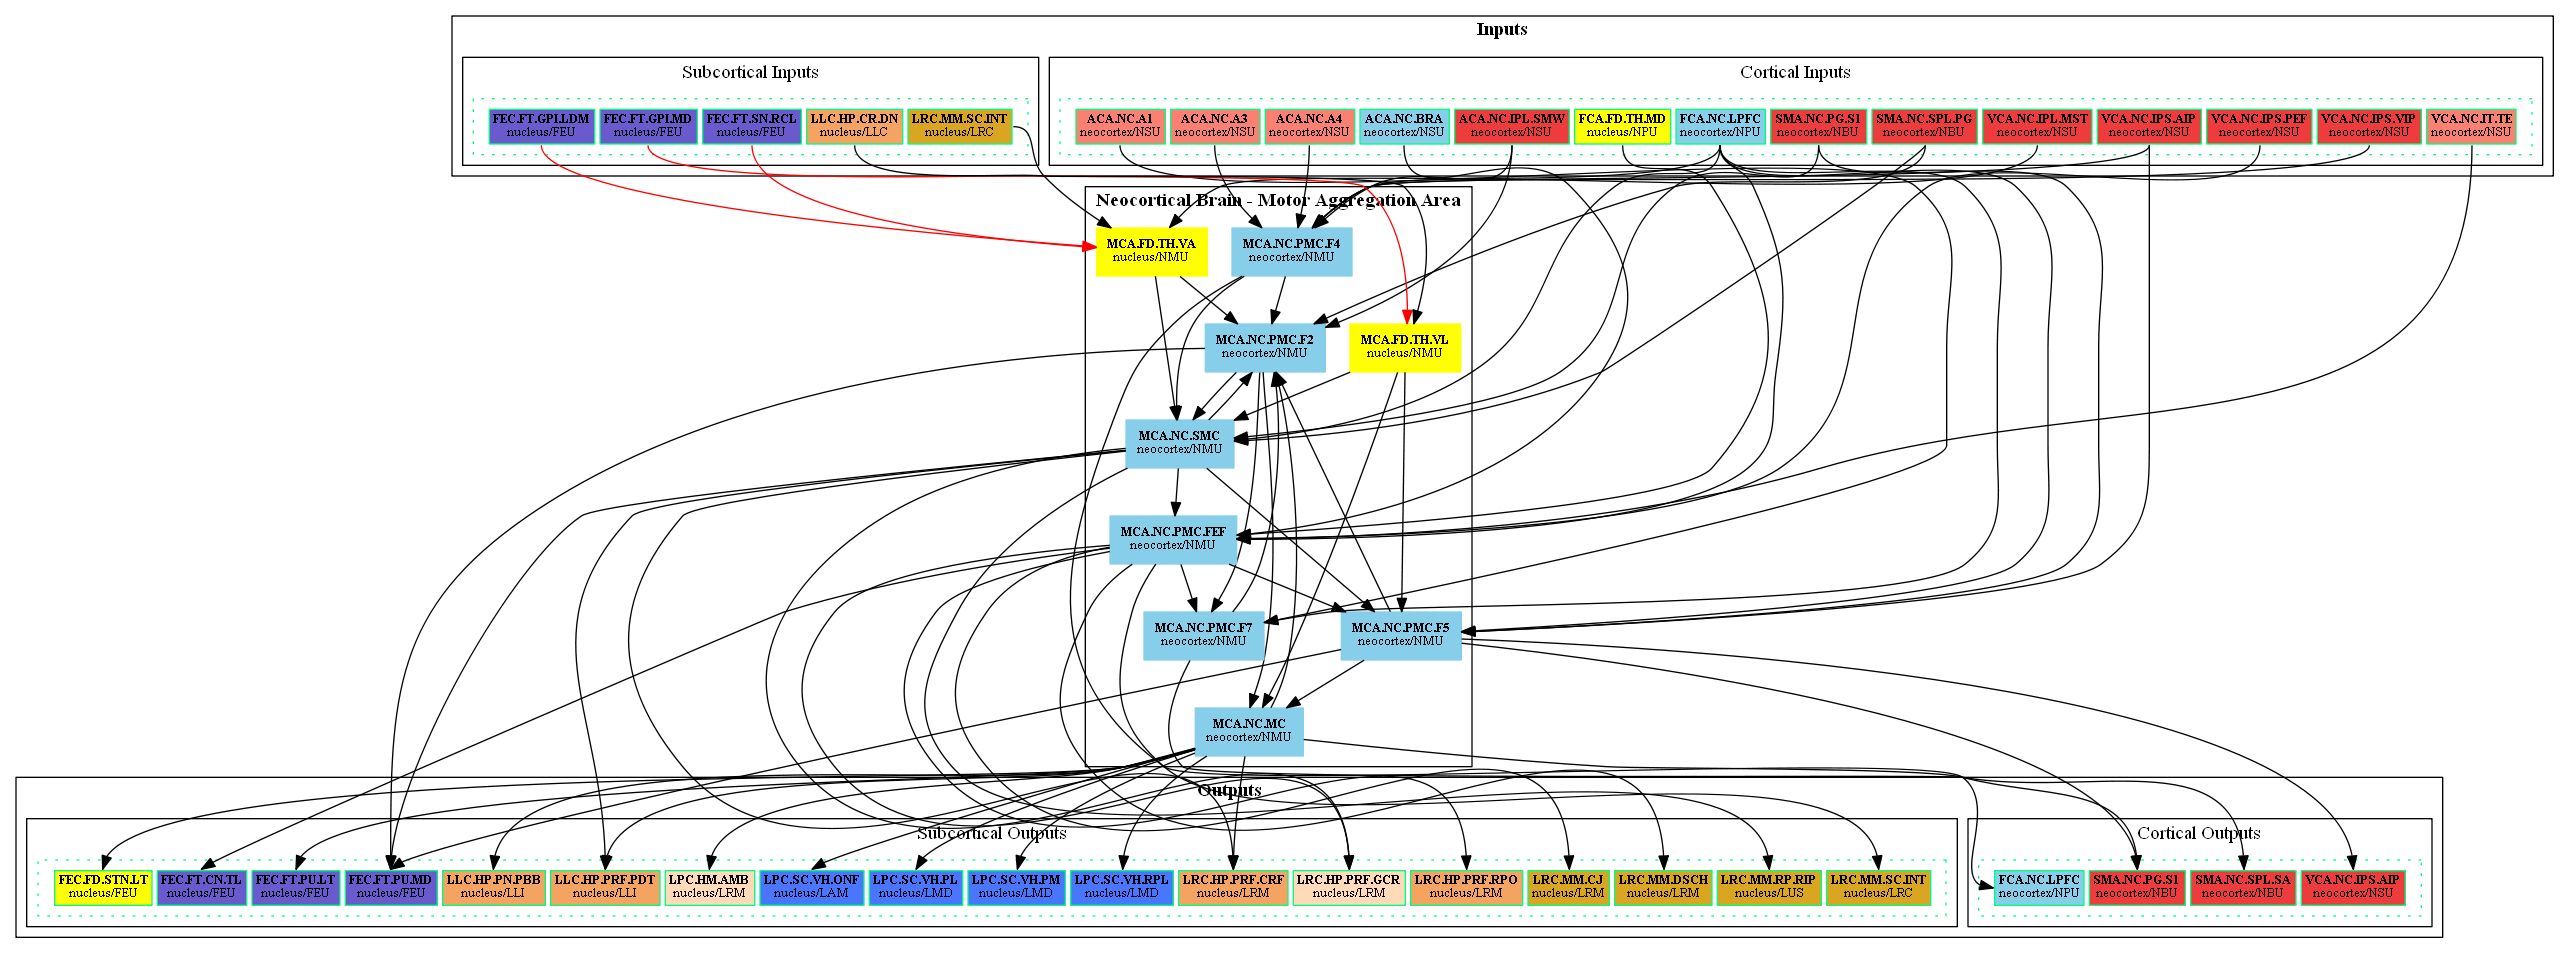 Inputs
Subcortical Inputs
Cortical Inputs
FEC.FT.GPI.LDM
nucleus/FEU
FEC.FT.GPI.MD
nucleus/FEU
FEC.FT.SN.RCL
nucleus/FEU
LLC.HP.CR.DN
nucleus/LLC
LRC.MM.SC.INT
nucleus/LRC
ACA.NC.A1
neocortex/NSU
ACA.NC.A3
neocortex/NSU
ACA.NC.A4
neocortex/NSU
ACA.NC.BRA
neocortex/NSU
ACA.NC.IPL.SMW
neocortex/NSU
FCA.FD.TH.MD
nucleus/NPU
FCA.NC.LPFC
neocortex/NPU
SMA.NC.PG.S1
neocortex/NBU
SMA.NC.SPL.PG
neocortex/NBU
VCA.NC.IPL.MST
neocortex/NSU
VCA.NC.IPS.AIP
neocortex/NSU
VCA.NC.IPS.PEF
neocortex/NSU
VCA.NC.IPS.VIP
neocortex/NSU
VCA.NC.IT.TE
neocortex/NSU
Neocortical Brain - Motor Aggregation Area
MCA.FD.TH.VA
nucleus/NMU
MCA.NC.PMC.F4
neocortex/NMU
MCA.NC.PMC.F2
neocortex/NMU
MCA.FD.TH.VL
nucleus/NMU
MCA.NC.SMC
neocortex/NMU
MCA.NC.PMC.FEF
neocortex/NMU
MCA.NC.PMC.F7
neocortex/NMU
MCA.NC.PMC.F5
neocortex/NMU
MCA.NC.MC
neocortex/NMU
Outputs
Subcortical Outputs
Cortical Outputs
FEC.FD.STN.LT
nucleus/FEU
FEC.FT.CN.TL
nucleus/FEU
FEC.FT.PU.LT
nucleus/FEU
FEC.FT.PU.MD
nucleus/FEU
LLC.HP.PN.PBB
nucleus/LLI
LLC.HP.PRF.PDT
nucleus/LLI
LPC.HM.AMB
nucleus/LRM
LPC.SC.VH.ONF
nucleus/LAM
LPC.SC.VH.PL
nucleus/LMD
LPC.SC.VH.PM
nucleus/LMD
LPC.SC.VH.RPL
nucleus/LMD
LRC.HP.PRF.CRF
nucleus/LRM
LRC.HP.PRF.GCR
nucleus/LRM
LRC.HP.PRF.RPO
nucleus/LRM
LRC.MM.CJ
nucleus/LRM
LRC.MM.DSCH
nucleus/LRM
LRC.MM.RP.RIP
nucleus/LUS
LRC.MM.SC.INT
nucleus/LRC
FCA.NC.LPFC
neocortex/NPU
SMA.NC.PG.S1
neocortex/NBU
SMA.NC.SPL.SA
neocortex/NBU
VCA.NC.IPS.AIP
neocortex/NSU